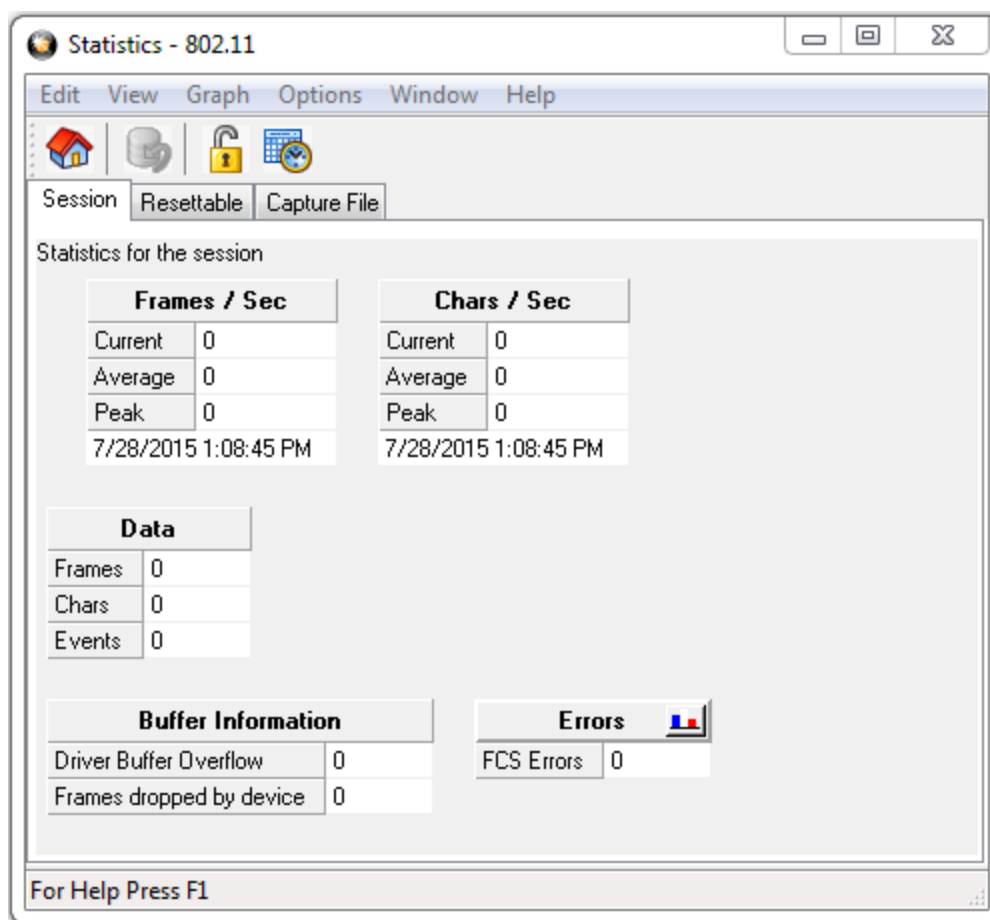 Statistics - 802.11
Edit View Graph Options Window Help
Session Resettable Capture File
Statistics for the session
Frames / Sec
Current 0
Average 0
Peak 0
7/28/2015 1:08:45 PM
Chars / Sec
Current 0
Average 0
Peak 0
7/28/2015 1:08:45 PM
Data
Frames 0
Chars 0
Events 0
Buffer Information
Driver Buffer Overflow 0
Frames dropped by device 0
Errors
FCS Errors 0
For Help Press F1